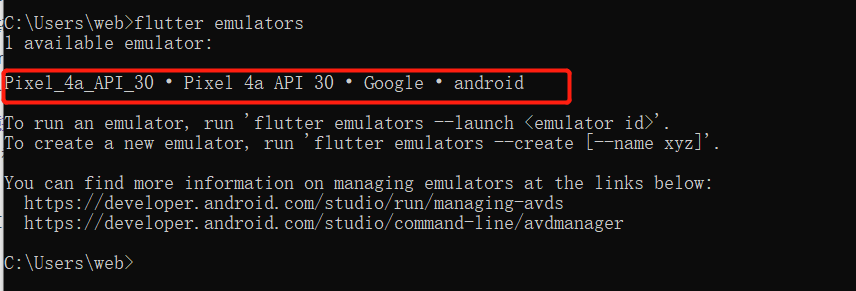 C:\Users\web>flutter emulators
1 available emulator:
Pixel_4a_API_30 • Pixel 4a API 30 • Google • android
To run an emulator, run 'flutter emulators --launch <emulator id>'.
To create a new emulator, run 'flutter emulators --create [--name xyz]'.
You can find more information on managing emulators at the links below:
https://developer.android.com/studio/run/managing-avds
https://developer.android.com/studio/command-line/avdmanager
C:\Users\web>